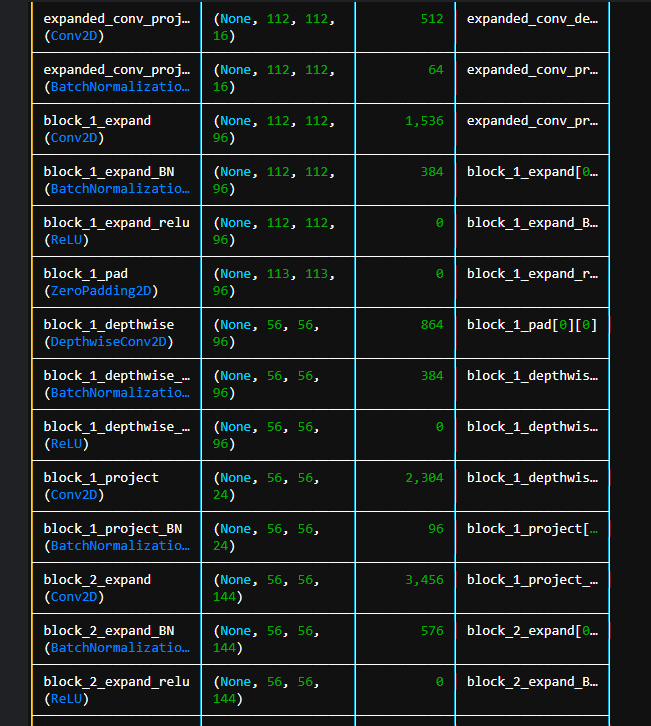 expanded_conv_proj… (None, 112, 112, 512 expanded_conv_de…
(Conv2D) 16)
expanded_conv_proj… (None, 112, 112, 64 expanded_conv_pr…
(BatchNormalizatio… 16)
block_1_expand (None, 112, 112, 1,536 expanded_conv_pr…
(Conv2D) 96)
block_1_expand_BN (None, 112, 112, 384 block_1_expand[0…
(BatchNormalizatio… 96)
block_1_expand_relu (None, 112, 112, 0 block_1_expand_B…
(ReLU) 96)
block_1_pad (None, 113, 113, 0 block_1_expand_r…
(ZeroPadding2D) 96)
block_1_depthwise (None, 56, 56, 864 block_1_pad[0][0]
(DepthwiseConv2D) 96)
block_1_depthwise_… (None, 56, 56, 384 block_1_depthwis…
(BatchNormalizatio… 96)
block_1_depthwise_… (None, 56, 56, 0 block_1_depthwis…
(ReLU) 96)
block_1_project (None, 56, 56, 2,304 block_1_depthwis…
(Conv2D) 24)
block_1_project_BN (None, 56, 56, 96 block_1_project[…
(BatchNormalizatio… 24)
block_2_expand (None, 56, 56, 3,456 block_1_project_…
(Conv2D) 144)
block_2_expand_BN (None, 56, 56, 576 block_2_expand[0…
(BatchNormalizatio… 144)
block_2_expand_relu (None, 56, 56, 0 block_2_expand_B…
(ReLU) 144)